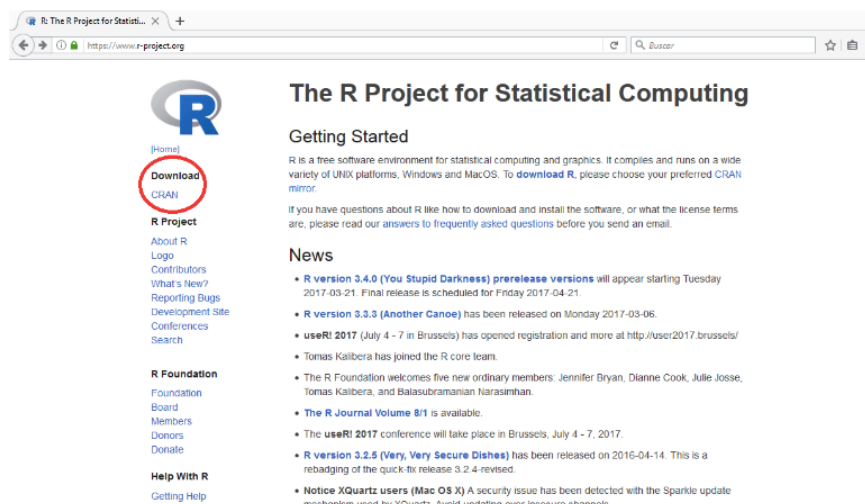 R: The R Project for Statisti...
https://www.r-project.org
Buscar
R
[Home]
Download
CRAN
R Project
About R
Logo
Contributors
What's New?
Reporting Bugs
Development Site
Conferences
Search
R Foundation
Foundation
Board
Members
Donors
Donate
Help With R
Getting Help
The R Project for Statistical Computing
Getting Started
R is a free software environment for statistical computing and graphics. It compiles and runs on a wide
variety of UNIX platforms, Windows and MacOS. To download R, please choose your preferred CRAN
mirror.
If you have questions about R like how to download and install the software, or what the license terms
are, please read our answers to frequently asked questions before you send an email.
News
• R version 3.4.0 (You Stupid Darkness) prerelease versions will appear starting Tuesday
2017-03-21. Final release is scheduled for Friday 2017-04-21.
• R version 3.3.3 (Another Canoe) has been released on Monday 2017-03-06.
• useR! 2017 (July 4 - 7 in Brussels) has opened registration and more at http://user2017.brussels/
• Tomas Kalibera has joined the R core team.
• The R Foundation welcomes five new ordinary members: Jennifer Bryan, Dianne Cook, Julie Josse,
Tomas Kalibera, and Balasubramanian Narasimhan.
• The R Journal Volume 8/1 is available.
• The useR! 2017 conference will take place in Brussels, July 4 - 7, 2017.
• R version 3.2.5 (Very, Very Secure Dishes) has been released on 2016-04-14. This is a
rebadging of the quick-fix release 3.2.4-revised.
• Notice XQuartz users (Mac OS X) A security issue has been detected with the Sparkle update
mechanism used by XQuartz. Avoid updating over insecure channels.